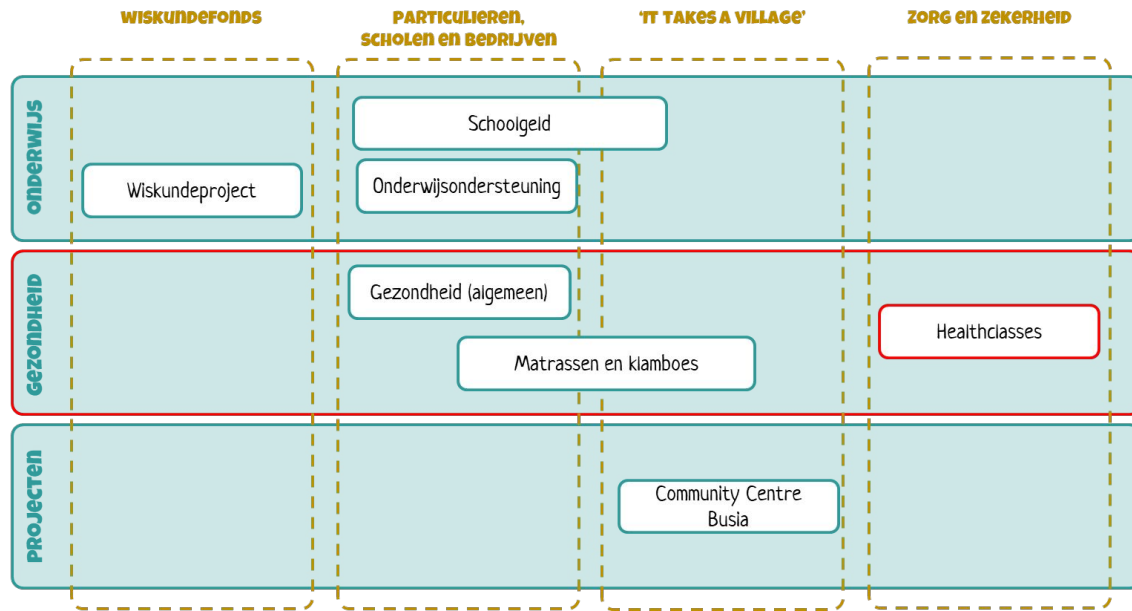 WISKUNDEFONDS
PARTICULIEREN,
SCHOLEN EN BEDRIJVEN
'IT TAKES A VILLAGE'
ZORG EN ZEKERHEID
ONDERWIJS
Schoolgeld
Wiskundeproject
Onderwijsondersteuning
GEZONDHEID
Gezondheid (algemeen)
Healthclasses
Matrassen en klamboes
PROJECTEN
Community Centre
Busia